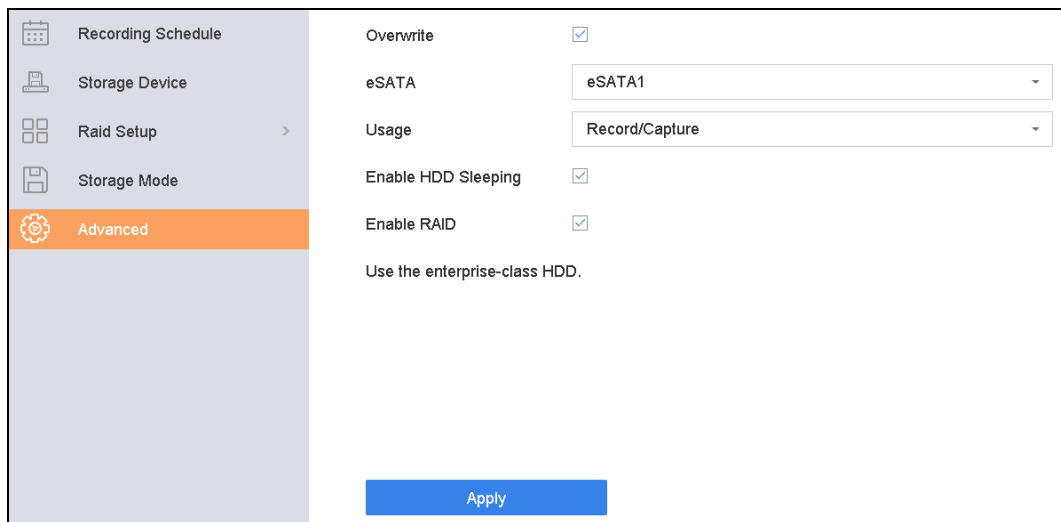 Recording Schedule
Storage Device
Raid Setup
Storage Mode
Advanced
Overwrite
eSATA eSATA1
Usage Record/Capture
Enable HDD Sleeping
Enable RAID
Use the enterprise-class HDD.
Apply